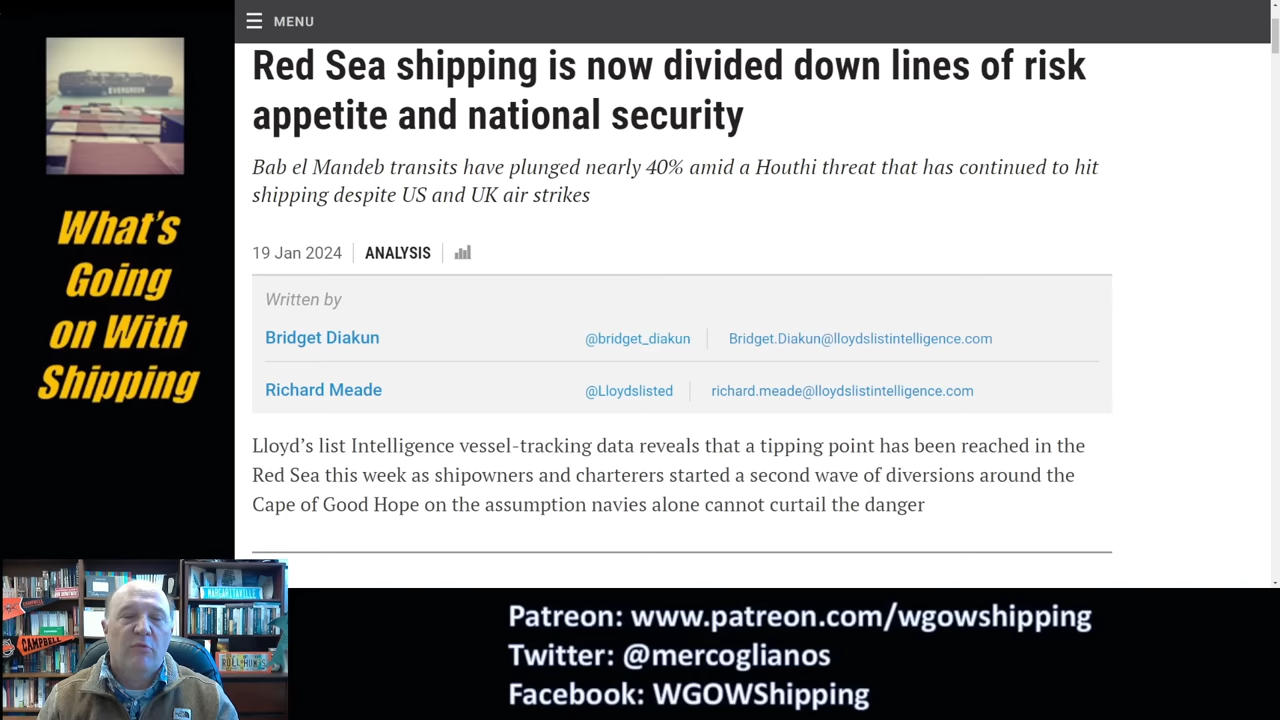 MENU
Red Sea shipping is now divided down lines of risk
appetite and national security
Bab el Mandeb transits have plunged nearly 40% amid a Houthi threat that has continued to hit
shipping despite US and UK air strikes
19 Jan 2024
ANALYSIS
Written by
Bridget Diakun
@bridget_diakun
Bridget.Diakun@lloydslistintelligence.com
Richard Meade
@Lloydslisted
richard.meade@lloydslistintelligence.com
Lloyd's list Intelligence vessel-tracking data reveals that a tipping point has been reached in the
Red Sea this week as shipowners and charterers started a second wave of diversions around the
Cape of Good Hope on the assumption navies alone cannot curtail the danger
EVERGREEN
What's
Going
on With
Shipping
MARGARITAVILLE
CAMPBELL
Patreon: www.patreon.com/wgowshipping
Twitter: @mercoglianos
Facebook: WGOWShipping